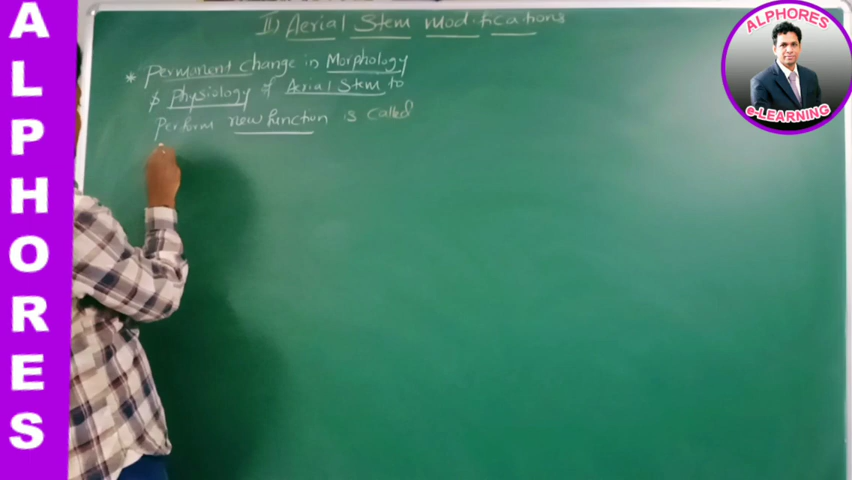 ALPHORES
II) Aerial Stem modifications
* Permanent change in Morphology
& Physiology of Aerial Stem to
Perform new function is called
ALPHORES
e-LEARNING